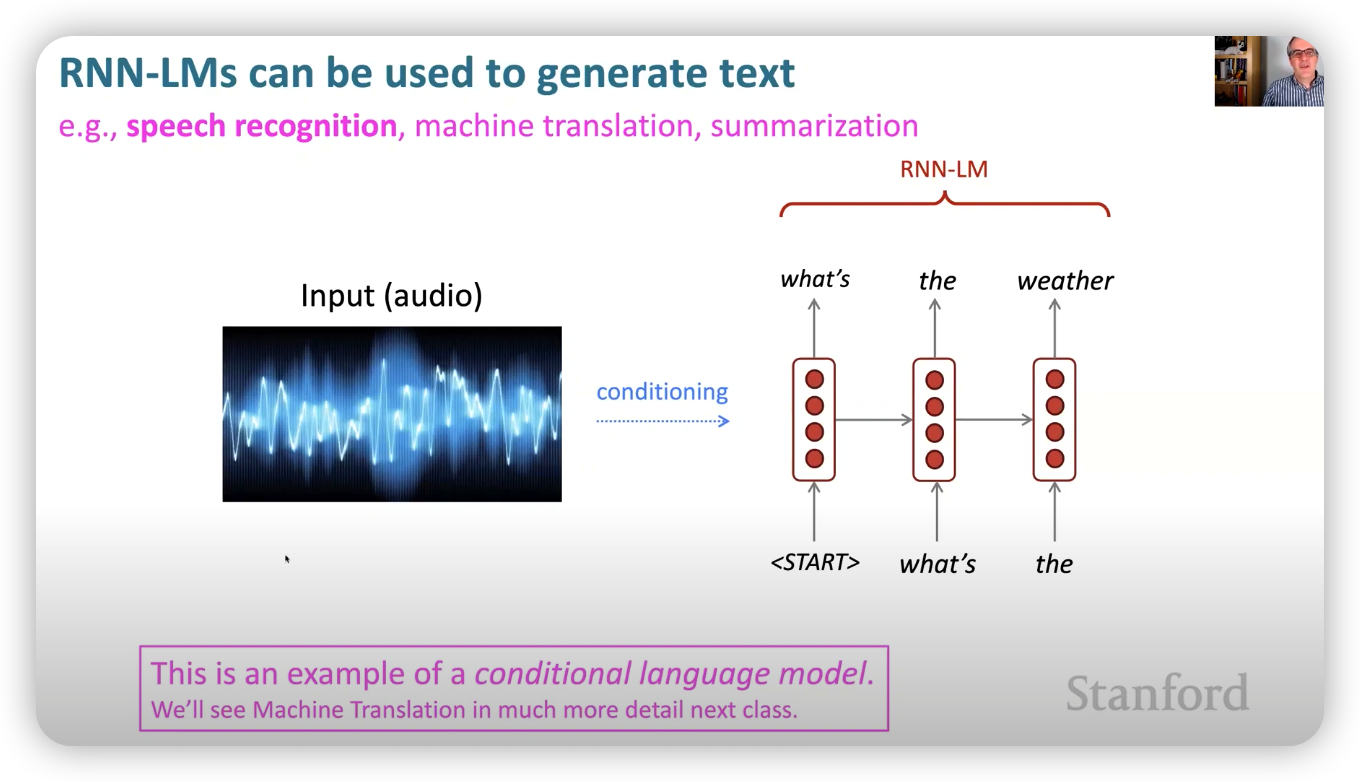 RNN-LMs can be used to generate text
e.g., speech recognition, machine translation, summarization
RNN-LM
what’s the weather
Input (audio)
conditioning
<START> what’s the
This is an example of a conditional language model.
We’ll see Machine Translation in much more detail next class.
Stanford